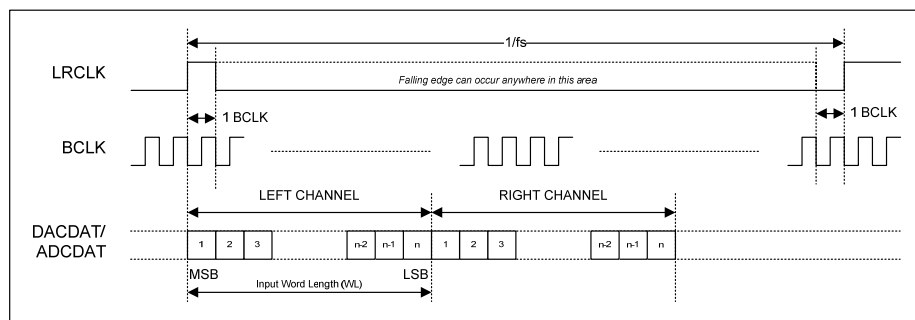 1/fs
LRCLK
Falling edge can occur anywhere in this area
1 BCLK
1 BCLK
BCLK
LEFT CHANNEL
RIGHT CHANNEL
DACDAT/
ADCDAT
1 2 3 n-2 n-1 n 1 2 3 n-2 n-1 n
MSB LSB
Input Word Length (WL)